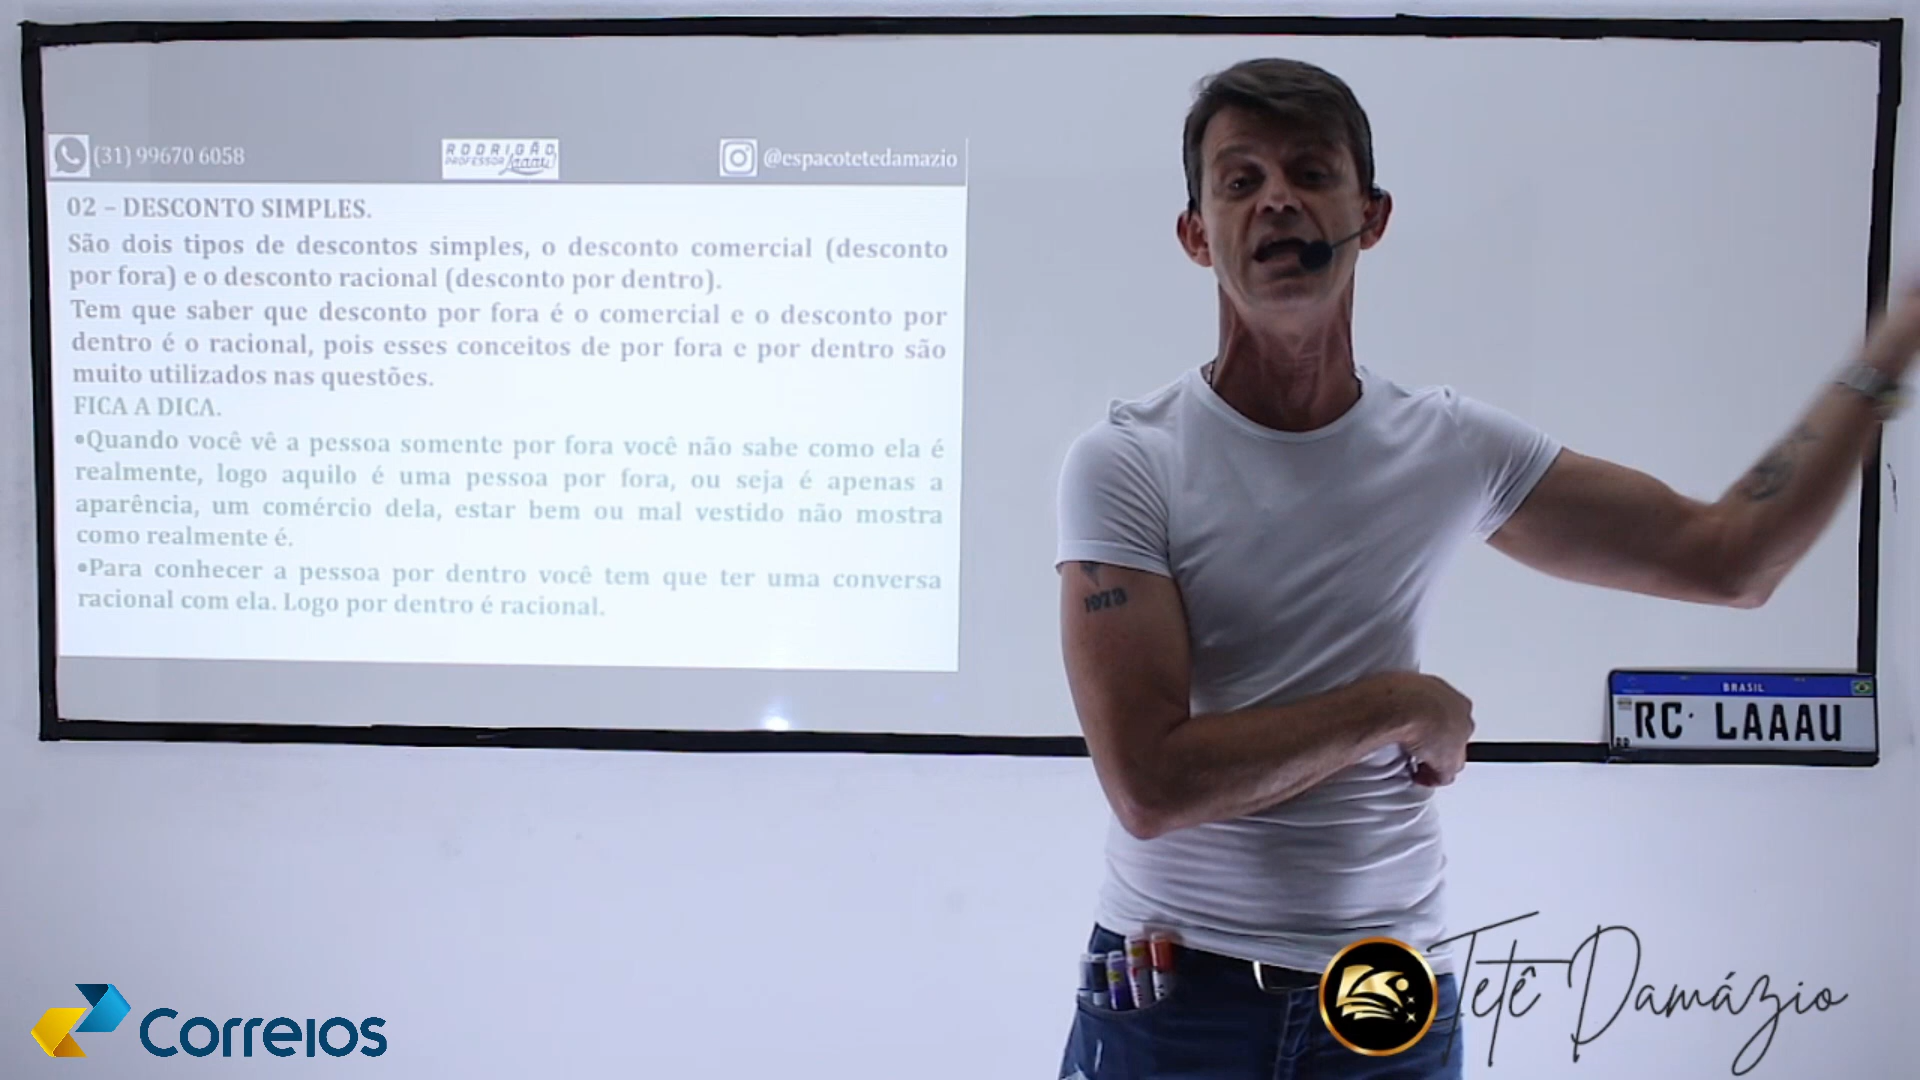 (31) 99670 6058
RODRIGÃO
PROFESSOR Laaau!
@espacotetedamazio
02 – DESCONTO SIMPLES.
São dois tipos de descontos simples, o desconto comercial (desconto
por fora) e o desconto racional (desconto por dentro).
Tem que saber que desconto por fora é o comercial e o desconto por
dentro é o racional, pois esses conceitos de por fora e por dentro são
muito utilizados nas questões.
FICA A DICA.
•Quando você vê a pessoa somente por fora você não sabe como ela é
realmente, logo aquilo é uma pessoa por fora, ou seja é apenas a
aparência, um comércio dela, estar bem ou mal vestido não mostra
como realmente é.
•Para conhecer a pessoa por dentro você tem que ter uma conversa
racional com ela. Logo por dentro é racional.
1973
BRASIL
RC· LAAAU
BR
Correios
Tetê Damázio